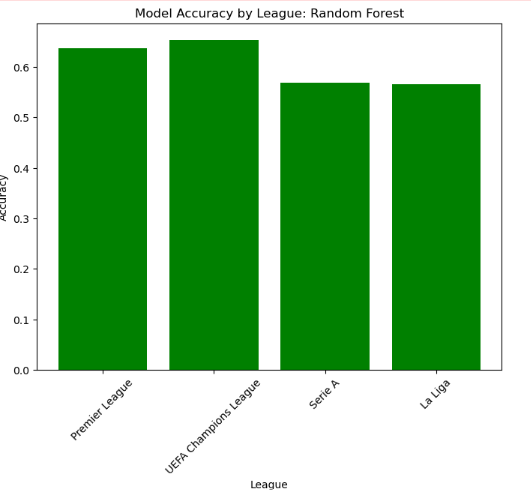 Model Accuracy by League: Random Forest
Accuracy
0.6
0.5
0.4
0.3
0.2
0.1
0.0
Premier League
UEFA Champions League
Serie A
La Liga
League